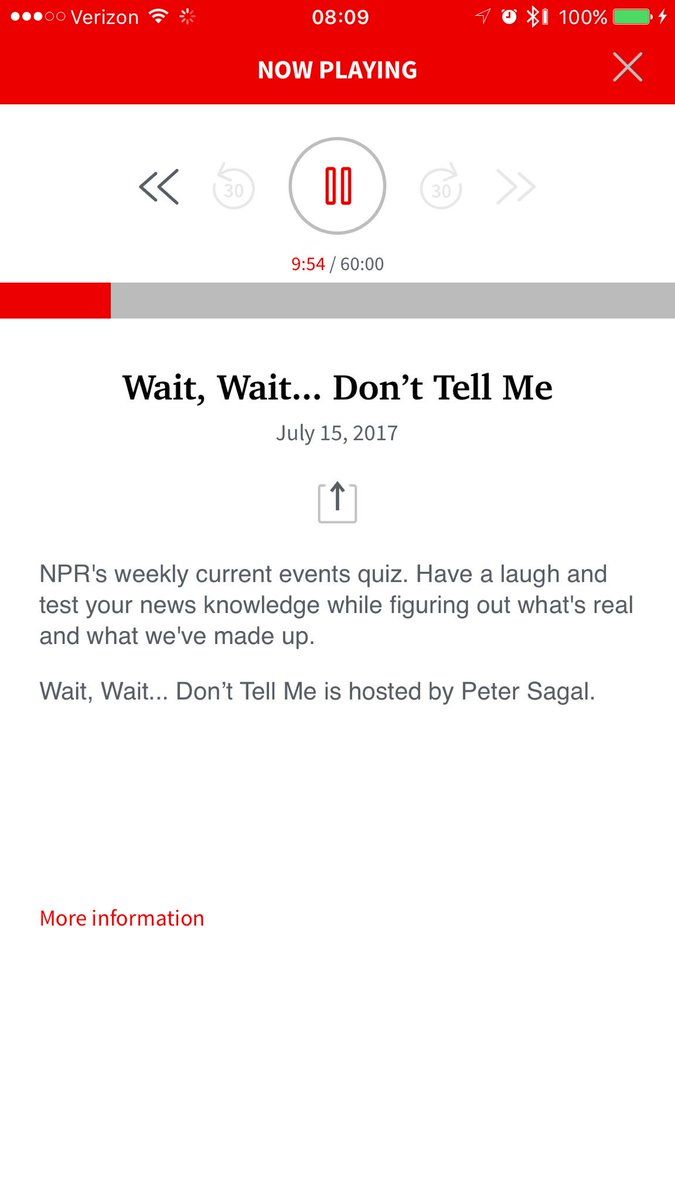 Verizon 08:09 100%
NOW PLAYING
30 30
9:54 / 60:00
Wait, Wait... Don’t Tell Me
July 15, 2017
NPR's weekly current events quiz. Have a laugh and
test your news knowledge while figuring out what's real
and what we've made up.
Wait, Wait... Don’t Tell Me is hosted by Peter Sagal.
More information